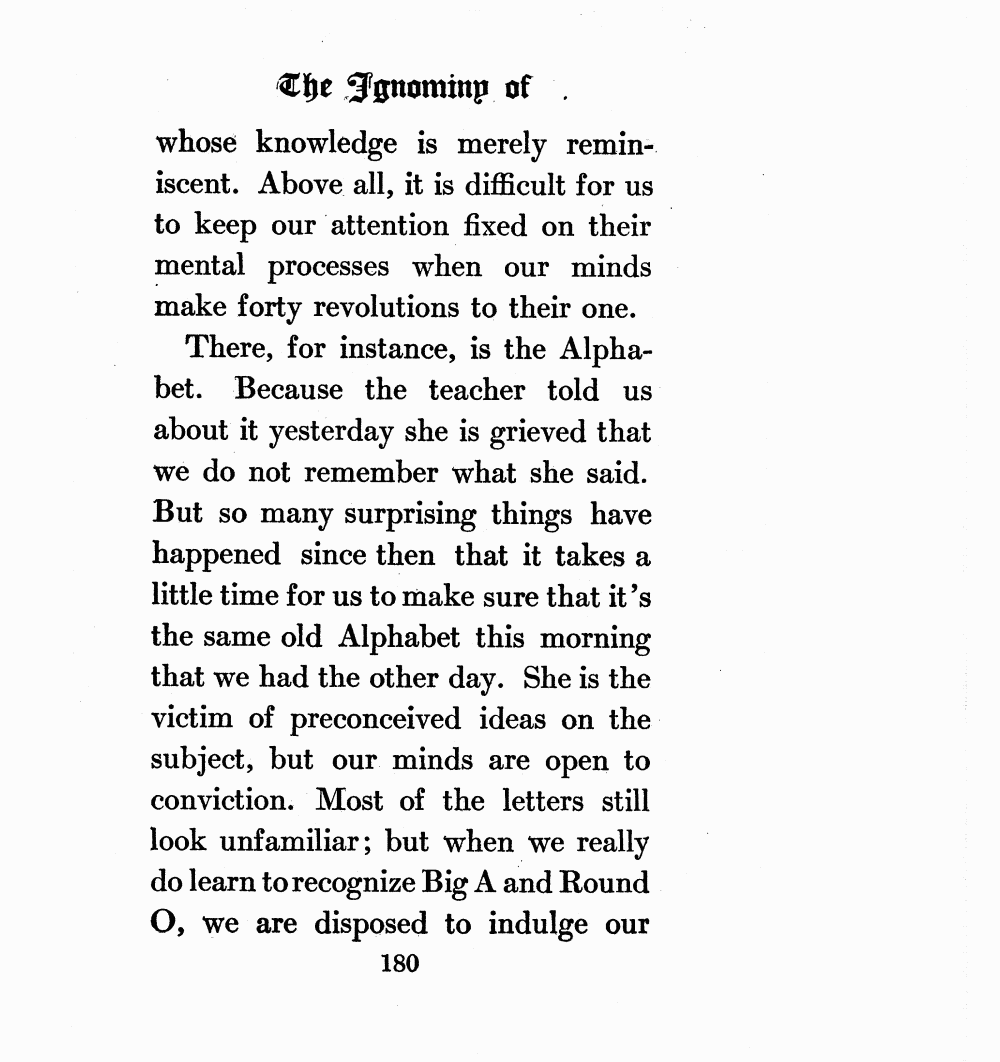 The Ignominy of
whose knowledge is merely remin-
iscent. Above all, it is difficult for us
to keep our attention fixed on their
mental processes when our minds
make forty revolutions to their one.
There, for instance, is the Alpha-
bet. Because the teacher told us
about it yesterday she is grieved that
we do not remember what she said.
But so many surprising things have
happened since then that it takes a
little time for us to make sure that it's
the same old Alphabet this morning
that we had the other day. She is the
victim of preconceived ideas on the
subject, but our minds are open to
conviction. Most of the letters still
look unfamiliar; but when we really
do learn to recognize Big A and Round
O, we are disposed to indulge our
180